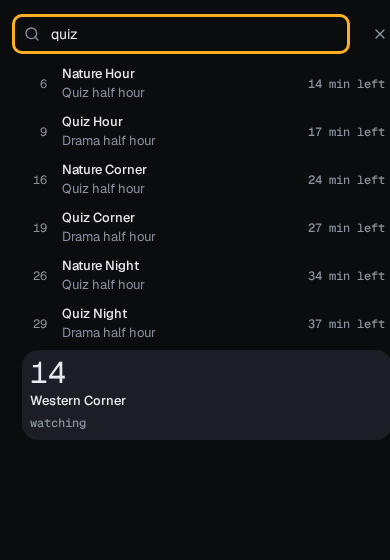 quiz
6 Nature Hour 14 min left
Quiz half hour
9 Quiz Hour 17 min left
Drama half hour
16 Nature Corner 24 min left
Quiz half hour
19 Quiz Corner 27 min left
Drama half hour
26 Nature Night 34 min left
Quiz half hour
29 Quiz Night 37 min left
Drama half hour
14
Western Corner
watching